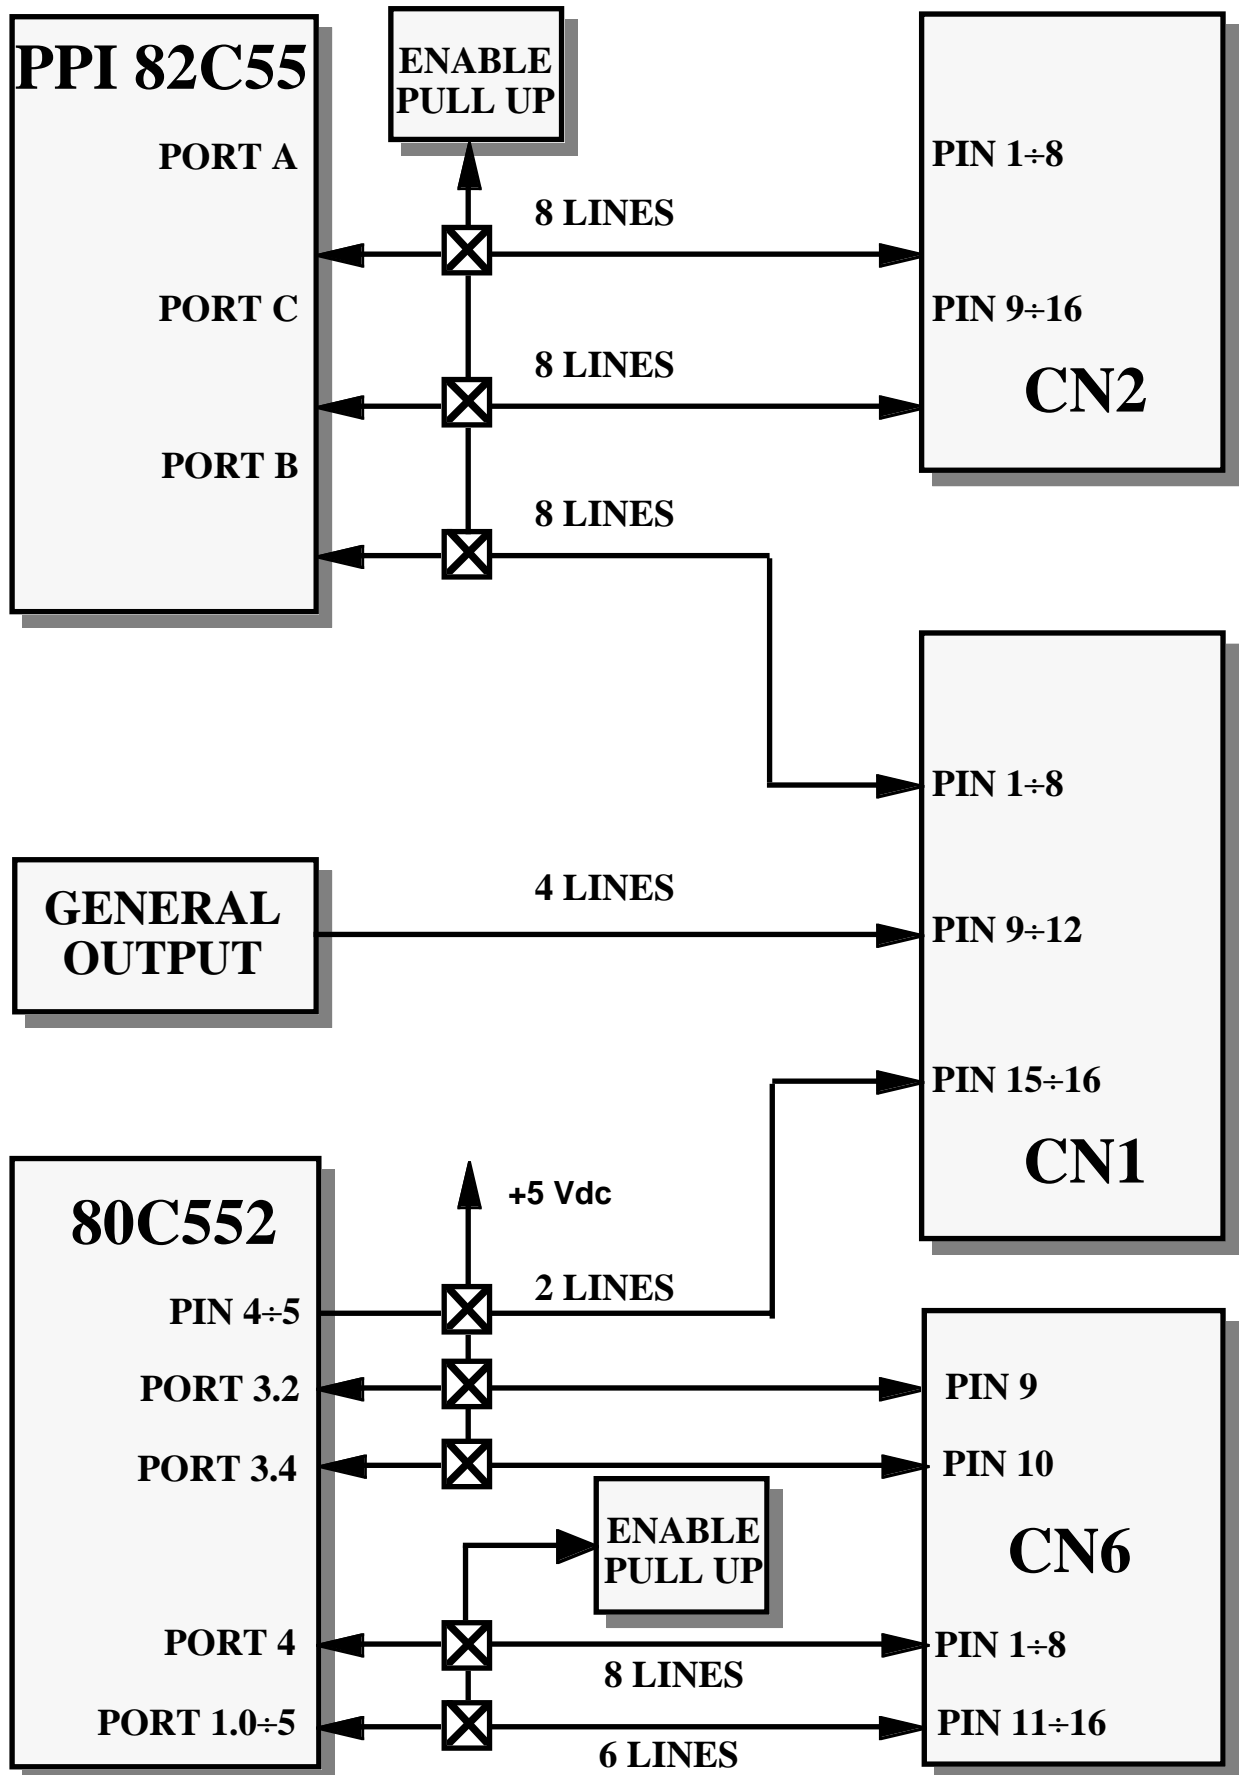 PPI 82C55
PORT A
PORT C
PORT B
ENABLE
PULL UP
8 LINES
8 LINES
8 LINES
PIN 1÷8
PIN 9÷16
CN2
PIN 1÷8
PIN 9÷12
PIN 15÷16
CN1
GENERAL
OUTPUT
4 LINES
80C552
PIN 4÷5
PORT 3.2
PORT 3.4
PORT 4
PORT 1.0÷5
+5 Vdc
2 LINES
ENABLE
PULL UP
8 LINES
6 LINES
PIN 9
PIN 10
CN6
PIN 1÷8
PIN 11÷16